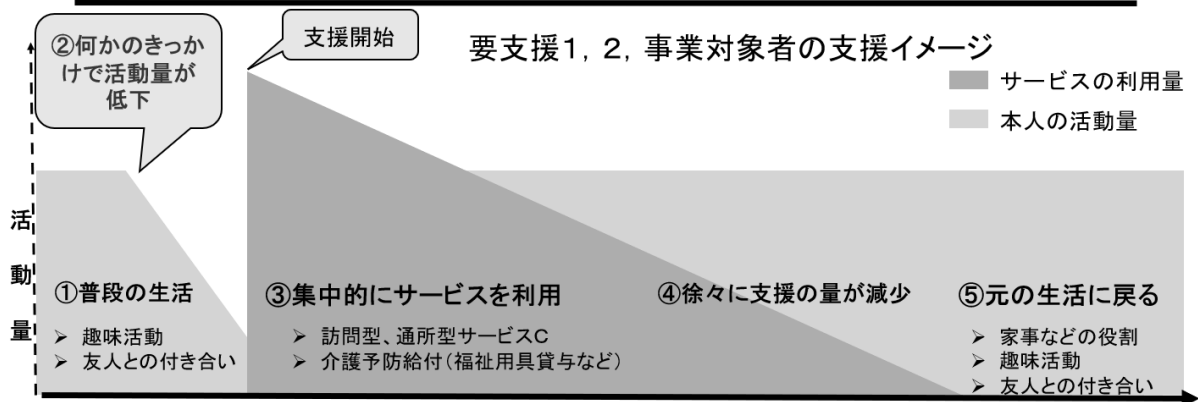 ②何かのきっか
けで活動量が
低下
支援開始
要支援1，2，事業対象者の支援イメージ
サービスの利用量
本人の活動量
活動量
①普段の生活
➢ 趣味活動
➢ 友人との付き合い
③集中的にサービスを利用
➢ 訪問型、通所型サービスC
➢ 介護予防給付（福祉用具貸与など）
④徐々に支援の量が減少
⑤元の生活に戻る
➢ 家事などの役割
➢ 趣味活動
➢ 友人との付き合い